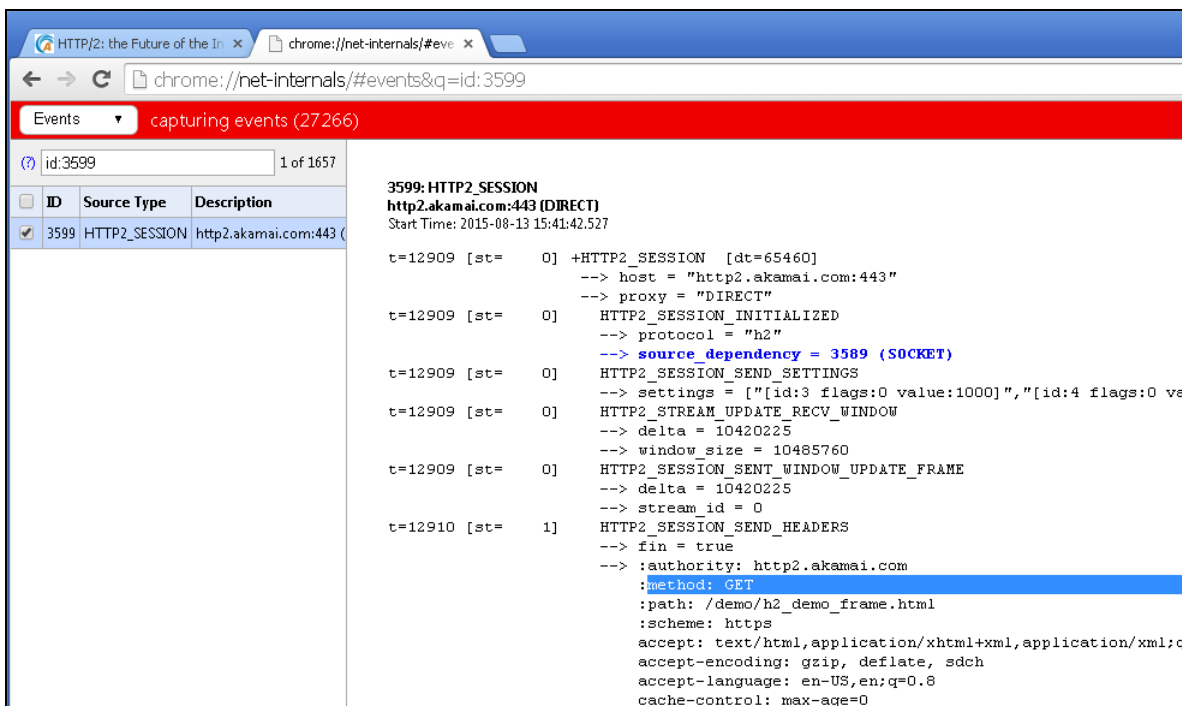 HTTP/2: the Future of the In
chrome://net-internals/#eve
chrome://net-internals/#events&q=id:3599
Events capturing events (27266)
(?) id:3599 1 of 1657
ID Source Type Description
3599 HTTP2_SESSION http2.akamai.com:443 (
3599: HTTP2_SESSION
http2.akamai.com:443 (DIRECT)
Start Time: 2015-08-13 15:41:42.527
t=12909 [st=    0] +HTTP2_SESSION  [dt=65460]
--> host = "http2.akamai.com:443"
--> proxy = "DIRECT"
t=12909 [st=    0]    HTTP2_SESSION_INITIALIZED
--> protocol = "h2"
--> source_dependency = 3589 (SOCKET)
t=12909 [st=    0]    HTTP2_SESSION_SEND_SETTINGS
--> settings = ["[id:3 flags:0 value:1000]","[id:4 flags:0 va
t=12909 [st=    0]    HTTP2_STREAM_UPDATE_RECV_WINDOW
--> delta = 10420225
--> window_size = 10485760
t=12909 [st=    0]    HTTP2_SESSION_SENT_WINDOW_UPDATE_FRAME
--> delta = 10420225
--> stream_id = 0
t=12910 [st=    1]    HTTP2_SESSION_SEND_HEADERS
--> fin = true
--> :authority: http2.akamai.com
:method: GET
:path: /demo/h2_demo_frame.html
:scheme: https
accept: text/html,application/xhtml+xml,application/xml;q
accept-encoding: gzip, deflate, sdch
accept-language: en-US,en;q=0.8
cache-control: max-age=0